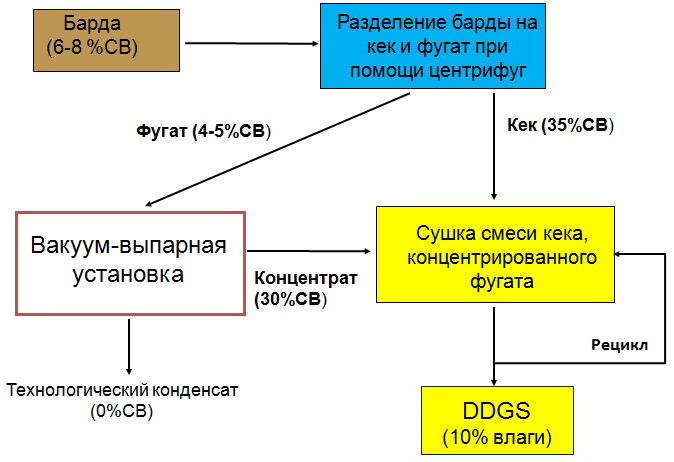 Барда
(6-8 %СВ)
Разделение барды на
кек и фугат при
помощи центрифуг
Фугат (4-5%СВ)
Кек (35%СВ)
Вакуум-выпарная
установка
Концентрат
(30%СВ)
Сушка смеси кека,
концентрированного
фугата
Рецикл
Технологический конденсат
(0%СВ)
DDGS
(10% влаги)